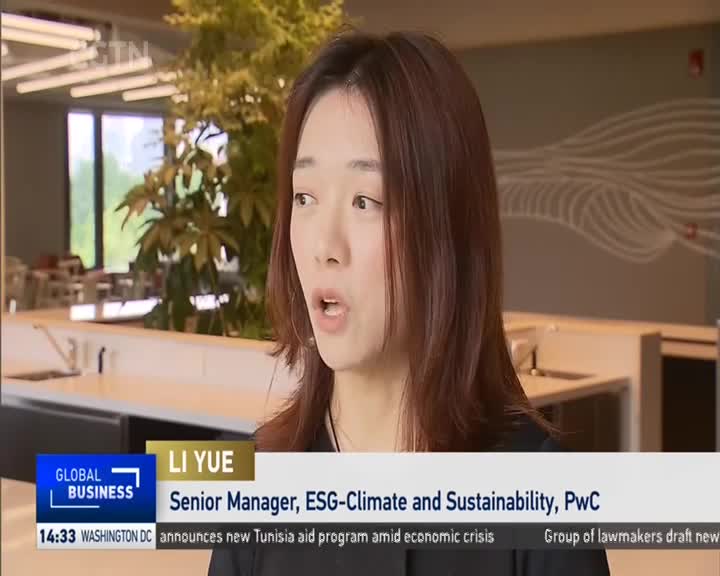 CGTN
LI YUE
GLOBAL
BUSINESS
Senior Manager, ESG-Climate and Sustainability, PwC
14:33 WASHINGTON DC announces new Tunisia aid program amid economic crisis Group of lawmakers draft new